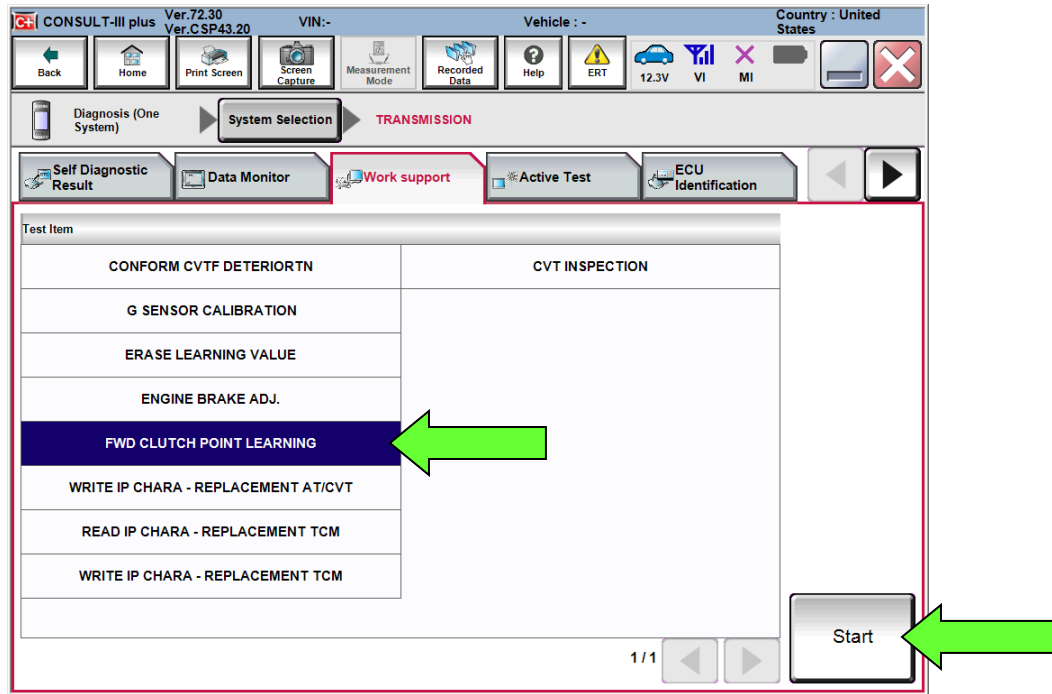 CONSULT-III plus
Ver.72.30
Ver.CSP43.20
VIN:-
Vehicle : -
Country : United
States
Back
Home
Print Screen
Screen
Capture
Measurement
Mode
Recorded
Data
Help
ERT
12.3V
VI
MI
Diagnosis (One
System)
System Selection
TRANSMISSION
Self Diagnostic
Result
Data Monitor
Work support
Active Test
ECU
Identification
Test Item
CONFORM CVTF DETERIORTN
CVT INSPECTION
G SENSOR CALIBRATION
ERASE LEARNING VALUE
ENGINE BRAKE ADJ.
FWD CLUTCH POINT LEARNING
WRITE IP CHARA - REPLACEMENT AT/CVT
READ IP CHARA - REPLACEMENT TCM
WRITE IP CHARA - REPLACEMENT TCM
Start
1/1